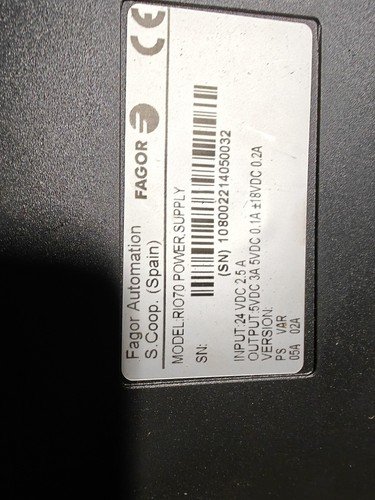 Fagor Automation
S.Coop. (Spain)
FAGOR
CE
MODEL:RIO70 POWER.SUPPLY
SN:
(SN) 108002214050032
INPUT:24 VDC 2.5 A
OUTPUT:5VDC 3A 5VDC 0.1A ±18VDC 0.2A
VERSION:
PS VAR
05A 02A